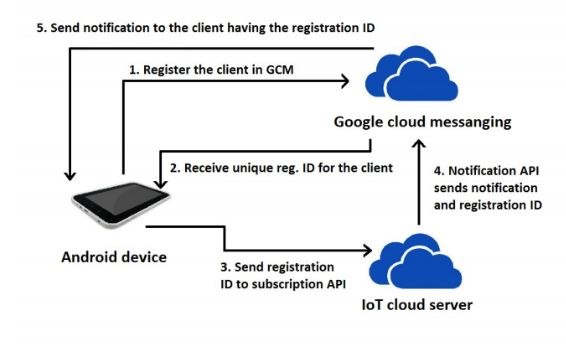 5. Send notification to the client having the registration ID
1. Register the client in GCM
Google cloud messanging
2. Receive unique reg. ID for the client
4. Notification API
sends notification
and registration ID
Android device
3. Send registration
ID to subscription API
IoT cloud server